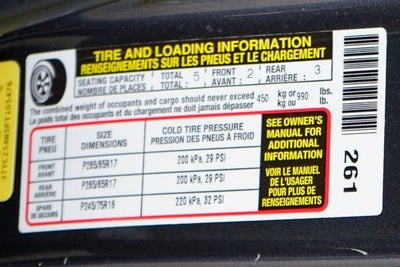 TIRE AND LOADING INFORMATION
RENSEIGNEMENTS SUR LES PNEUS ET LE CHARGEMENT
SEATING CAPACITY TOTAL 5 FRONT 2 REAR 3
NOMBRE DE PLACES TOTAL AVANT ARRIÈRE
The combined weight of occupants and cargo should never exceed 450 kg or 990 lbs.
Le poids total des occupants et du chargement ne doit jamais dépasser kg ou lb.
TIRE
PNEU
SIZE
DIMENSIONS
COLD TIRE PRESSURE
PRESSION DES PNEUS À FROID
FRONT
AVANT
P265/65R17
200 kPa, 29 PSI
REAR
ARRIÈRE
P265/65R17
200 kPa, 29 PSI
SPARE
DE SECOURS
P245/75R16
220 kPa, 32 PSI
SEE OWNER'S
MANUAL FOR
ADDITIONAL
INFORMATION
VOIR LE MANUEL
DE L'USAGER
POUR PLUS DE
RENSEIGNEMENTS
261